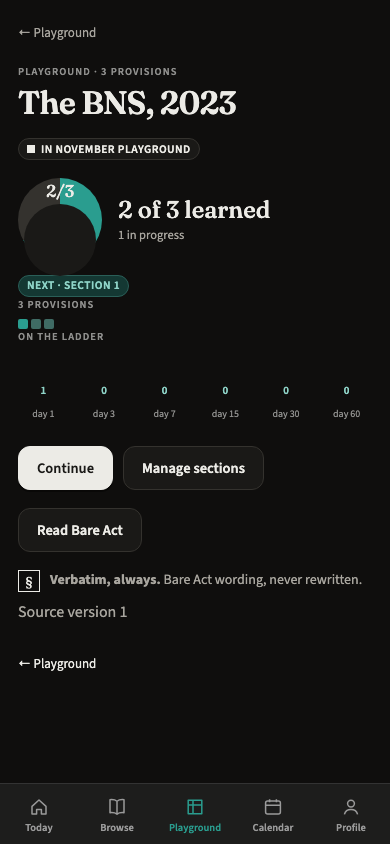 ← Playground
PLAYGROUND · 3 PROVISIONS
The BNS, 2023
IN NOVEMBER PLAYGROUND
2/3
2 of 3 learned
1 in progress
NEXT · SECTION 1
3 PROVISIONS
ON THE LADDER
1 0 0 0 0 0
day 1 day 3 day 7 day 15 day 30 day 60
Continue Manage sections
Read Bare Act
§ Verbatim, always. Bare Act wording, never rewritten.
Source version 1
← Playground
Today Browse Playground Calendar Profile